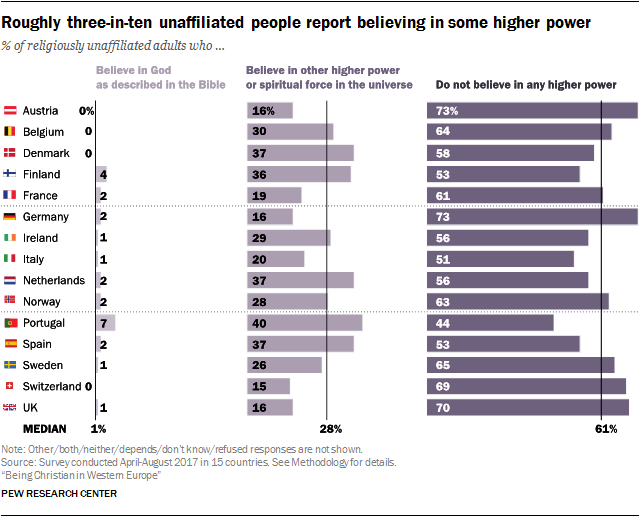 Roughly three-in-ten unaffiliated people report believing in some higher power
% of religiously unaffiliated adults who ...
Believe in God as described in the Bible
Believe in other higher power or spiritual force in the universe
Do not believe in any higher power
Austria 0% 16% 73%
Belgium 0 30 64
Denmark 0 37 58
Finland 4 36 53
France 2 19 61
Germany 2 16 73
Ireland 1 29 56
Italy 1 20 51
Netherlands 2 37 56
Norway 2 28 63
Portugal 7 40 44
Spain 2 37 53
Sweden 1 26 65
Switzerland 0 15 69
UK 1 16 70
MEDIAN 1% 28% 61%
Note: Other/both/neither/depends/don't know/refused responses are not shown.
Source: Survey conducted April-August 2017 in 15 countries. See Methodology for details.
"Being Christian in Western Europe"
PEW RESEARCH CENTER